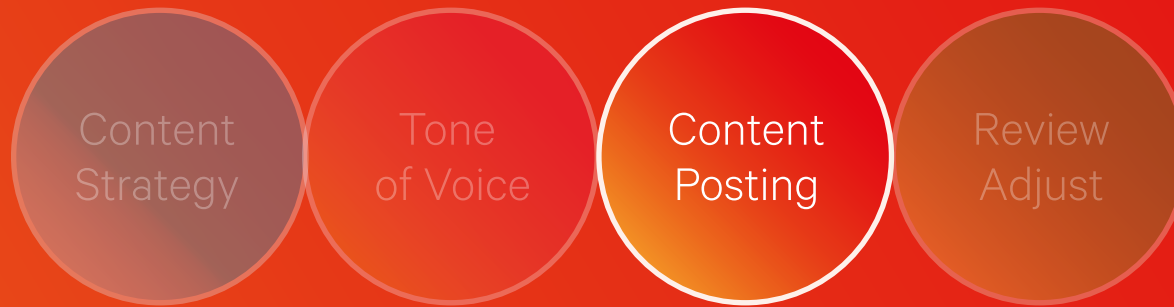 Content
Strategy
Tone
of Voice
Content
Posting
Review
Adjust